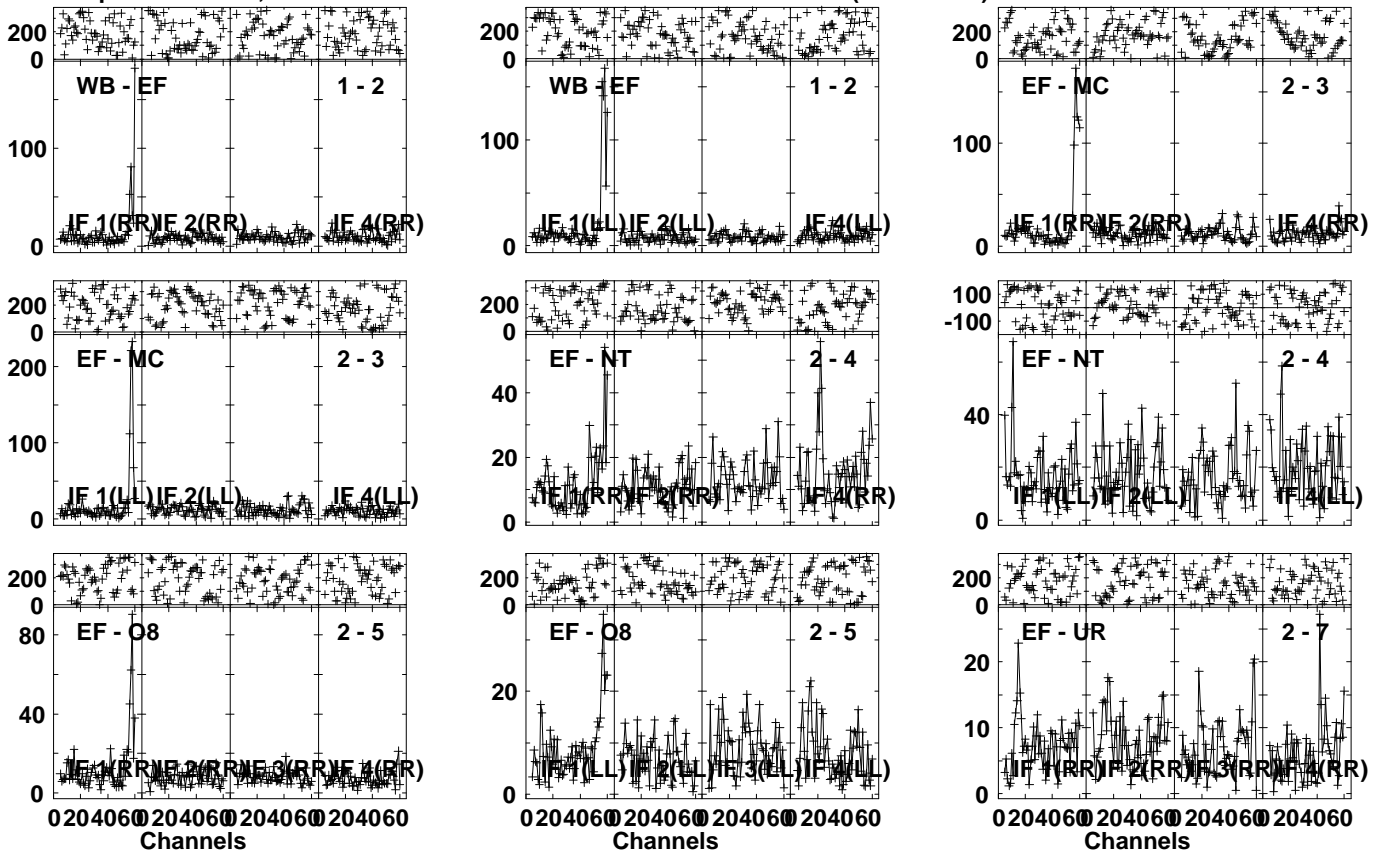 200
0
WB - EF 1 - 2
100
0
IF 1(RR) IF 2(RR) IF 4(RR)
200
0
WB - EF 1 - 2
100
0
IF 1(LL) IF 2(LL) IF 4(LL)
200
0
EF - MC 2 - 3
100
0
IF 1(RR) IF 2(RR) IF 4(RR)
200
0
EF - MC 2 - 3
200
100
0
IF 1(LL) IF 2(LL) IF 4(LL)
200
0
EF - NT 2 - 4
40
20
0
IF 1(RR) IF 2(RR) IF 4(RR)
100
-100
EF - NT 2 - 4
40
0
IF 1(LL) IF 2(LL) IF 4(LL)
200
0
EF - O8 2 - 5
80
40
0
IF 1(RR) IF 2(RR) IF 3(RR) IF 4(RR)
0 20 40 60 0 20 40 60 0 20 40 60 0 20 40 60
Channels
200
0
EF - O8 2 - 5
20
0
IF 1(LL) IF 2(LL) IF 3(LL) IF 4(LL)
0 20 40 60 0 20 40 60 0 20 40 60 0 20 40 60
Channels
200
0
EF - UR 2 - 7
20
10
0
IF 1(RR) IF 2(RR) IF 3(RR) IF 4(RR)
0 20 40 60 0 20 40 60 0 20 40 60 0 20 40 60
Channels